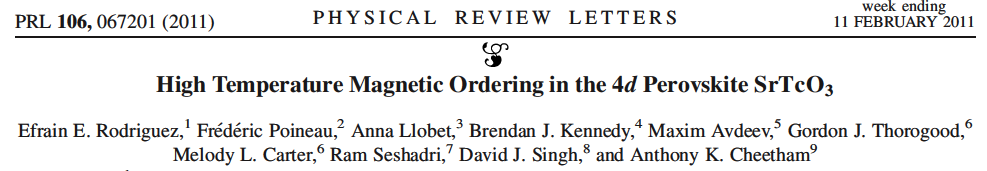 PRL 106, 067201 (2011)
PHYSICAL REVIEW LETTERS
week ending
11 FEBRUARY 2011
High Temperature Magnetic Ordering in the 4d Perovskite SrTcO3
Efrain E. Rodriguez,1 Frédéric Poineau,2 Anna Llobet,3 Brendan J. Kennedy,4 Maxim Avdeev,5 Gordon J. Thorogood,6
Melody L. Carter,6 Ram Seshadri,7 David J. Singh,8 and Anthony K. Cheetham9